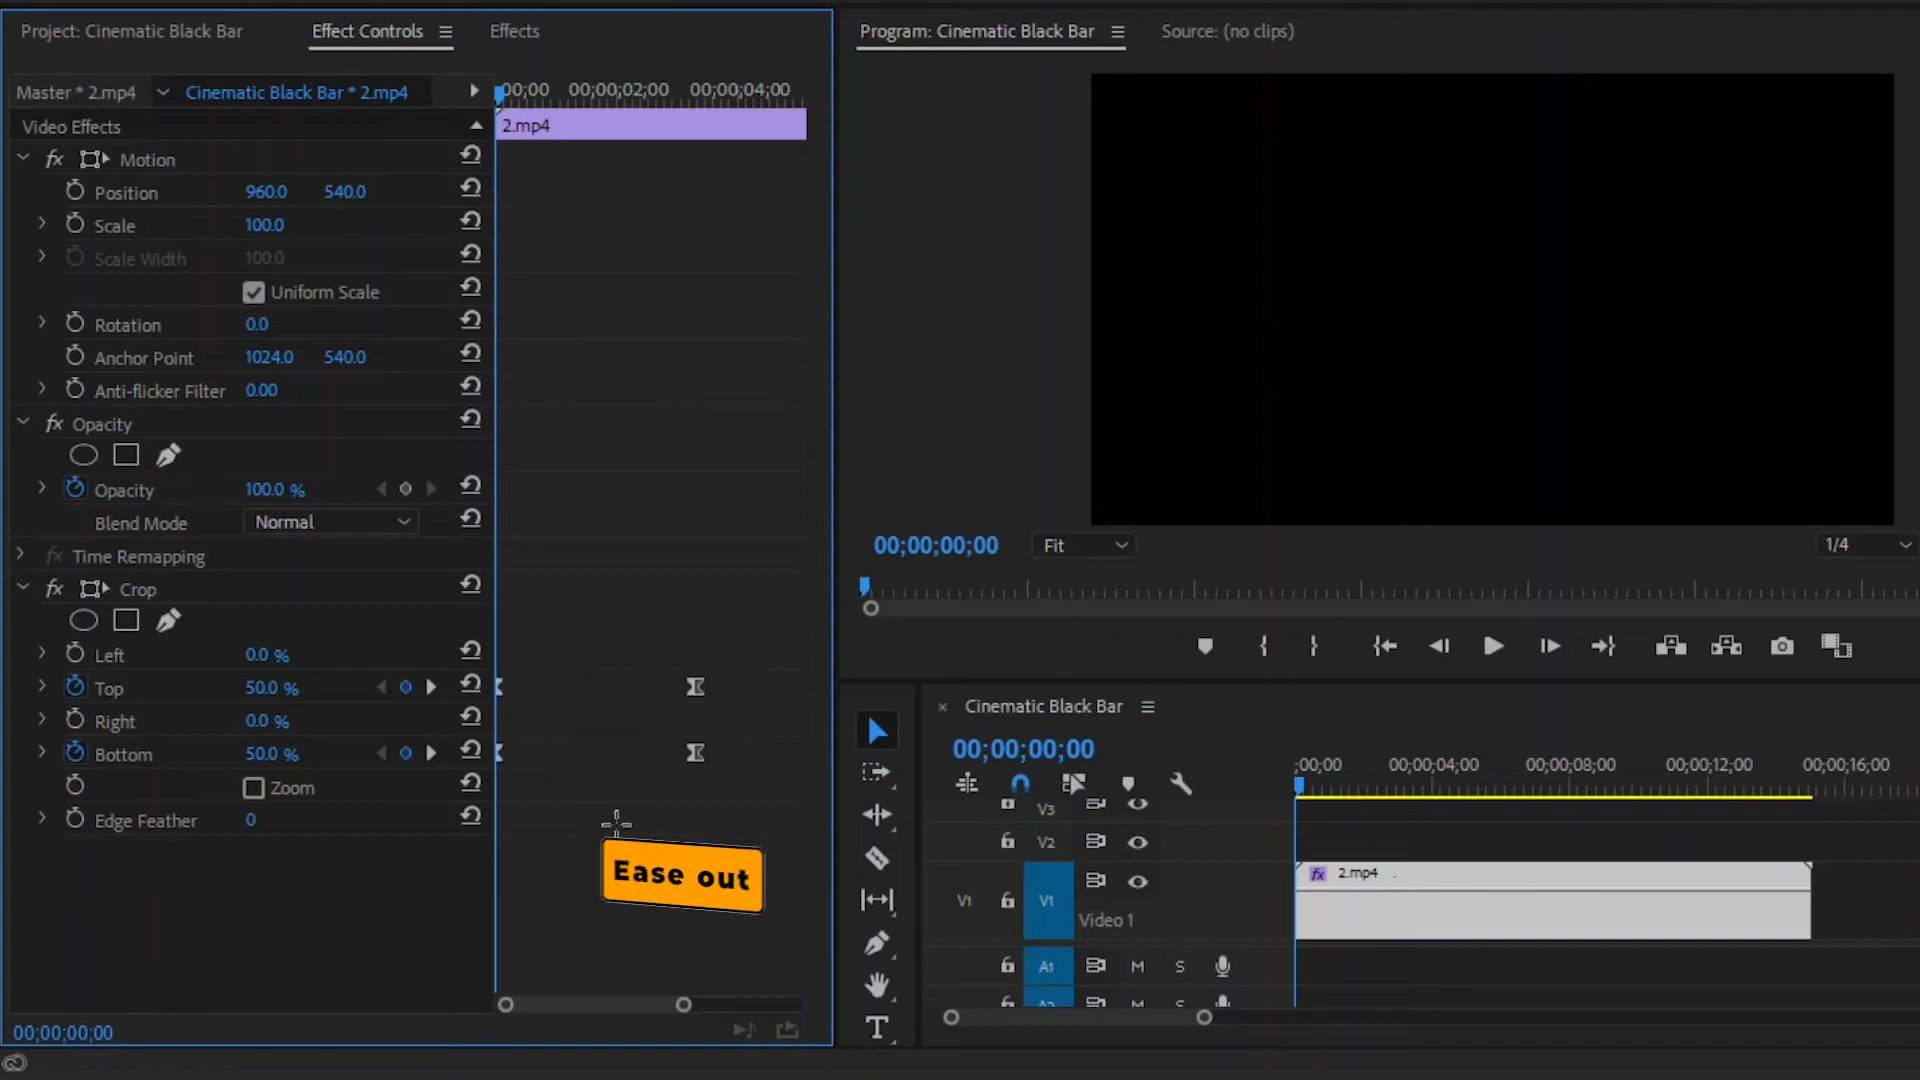 Project: Cinematic Black Bar
Effect Controls
Effects
Master * 2.mp4
Cinematic Black Bar * 2.mp4
;00;00
00;00;02;00
00;00;04;00
Video Effects
2.mp4
fx Motion
Position 960.0 540.0
Scale 100.0
Scale Width 100.0
Uniform Scale
Rotation 0.0
Anchor Point 1024.0 540.0
Anti-flicker Filter 0.00
fx Opacity
Opacity 100.0 %
Blend Mode Normal
fx Time Remapping
fx Crop
Left 0.0 %
Top 50.0 %
Right 0.0 %
Bottom 50.0 %
Zoom
Edge Feather 0
Ease out
00;00;00;00
Program: Cinematic Black Bar
Source: (no clips)
00;00;00;00
Fit
1/4
× Cinematic Black Bar
00;00;00;00
;00;00
00;00;04;00
00;00;08;00
00;00;12;00
00;00;16;00
V3
V2
V1
V1
Video 1
fx 2.mp4
A1 M S
A2 M S
T